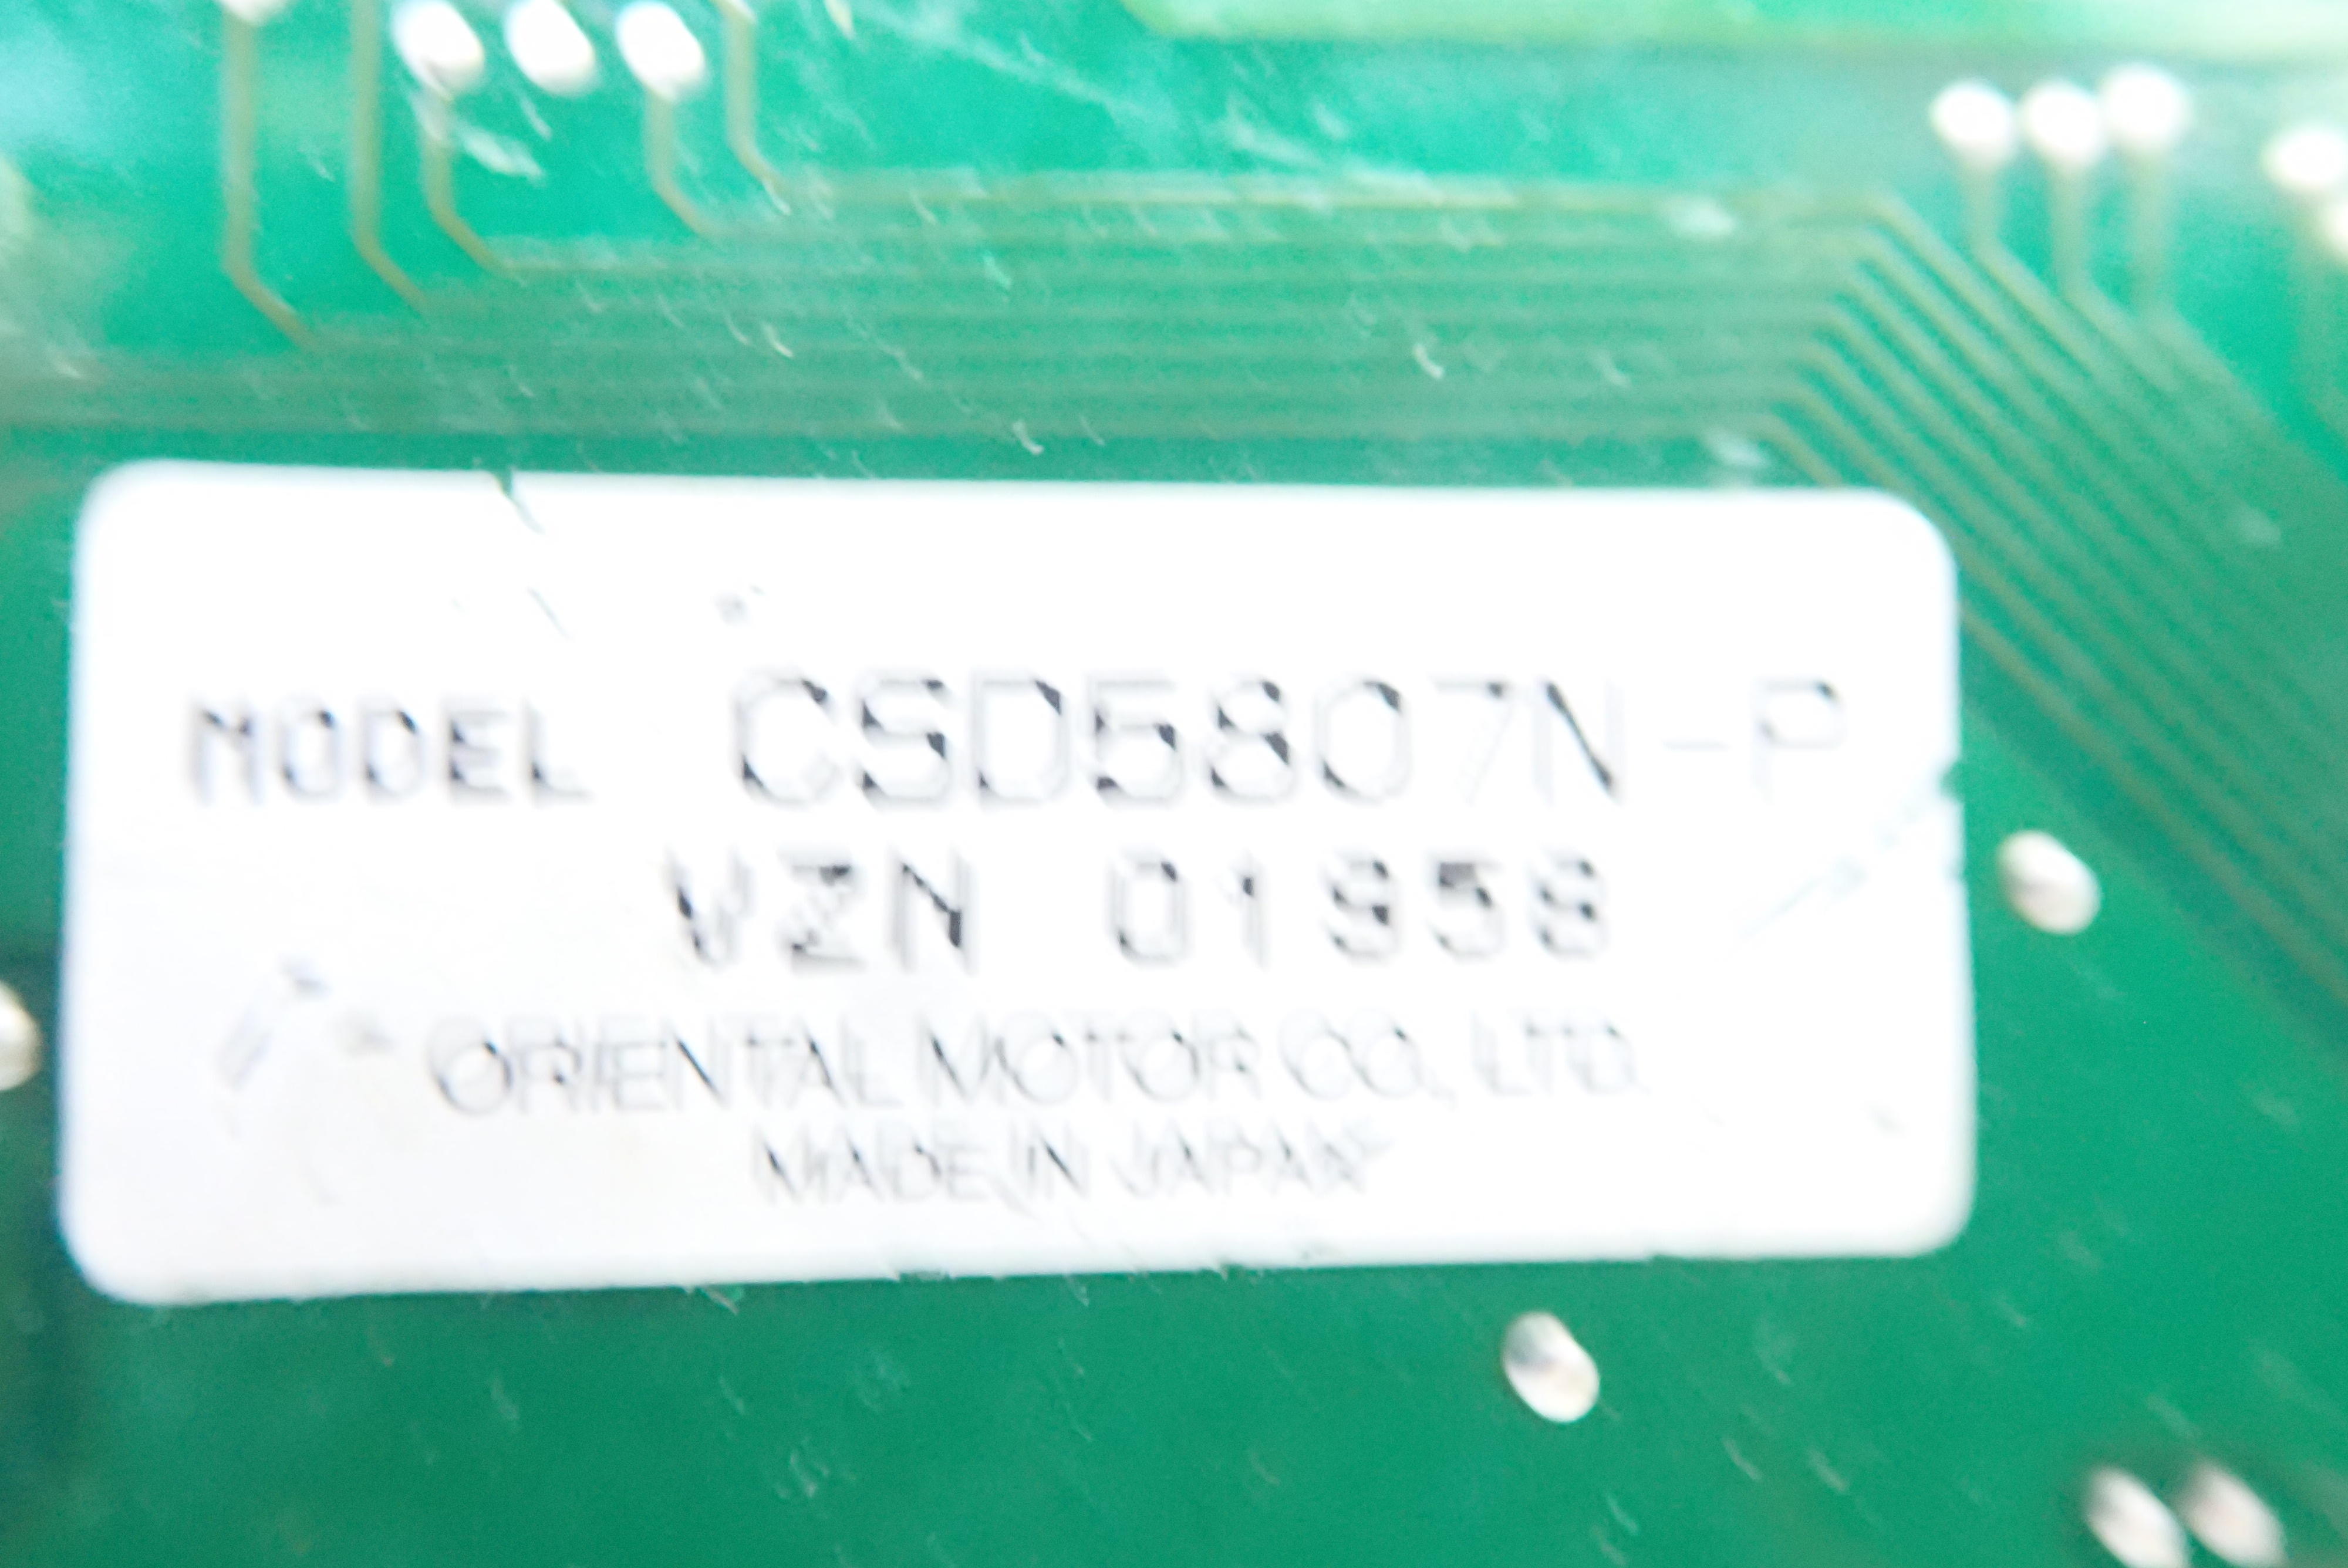 MODEL CSD5807N-P
VZN 01958
ORIENTAL MOTOR CO., LTD.
MADE IN JAPAN